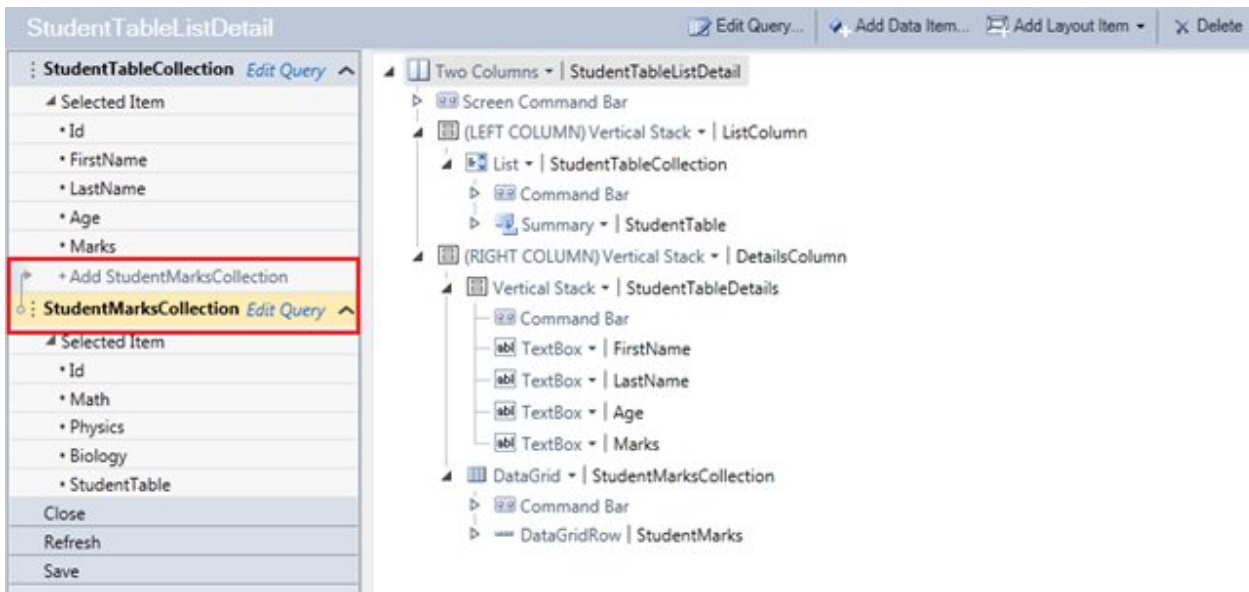 StudentTableListDetail
Edit Query... Add Data Item... Add Layout Item Delete
StudentTableCollection Edit Query
Selected Item
Id
FirstName
LastName
Age
Marks
+ Add StudentMarksCollection
StudentMarksCollection Edit Query
Selected Item
Id
Math
Physics
Biology
StudentTable
Close
Refresh
Save
Two Columns | StudentTableListDetail
Screen Command Bar
(LEFT COLUMN) Vertical Stack | ListColumn
List | StudentTableCollection
Command Bar
Summary | StudentTable
(RIGHT COLUMN) Vertical Stack | DetailsColumn
Vertical Stack | StudentTableDetails
Command Bar
abl TextBox | FirstName
abl TextBox | LastName
abl TextBox | Age
abl TextBox | Marks
DataGrid | StudentMarksCollection
Command Bar
DataGridRow | StudentMarks